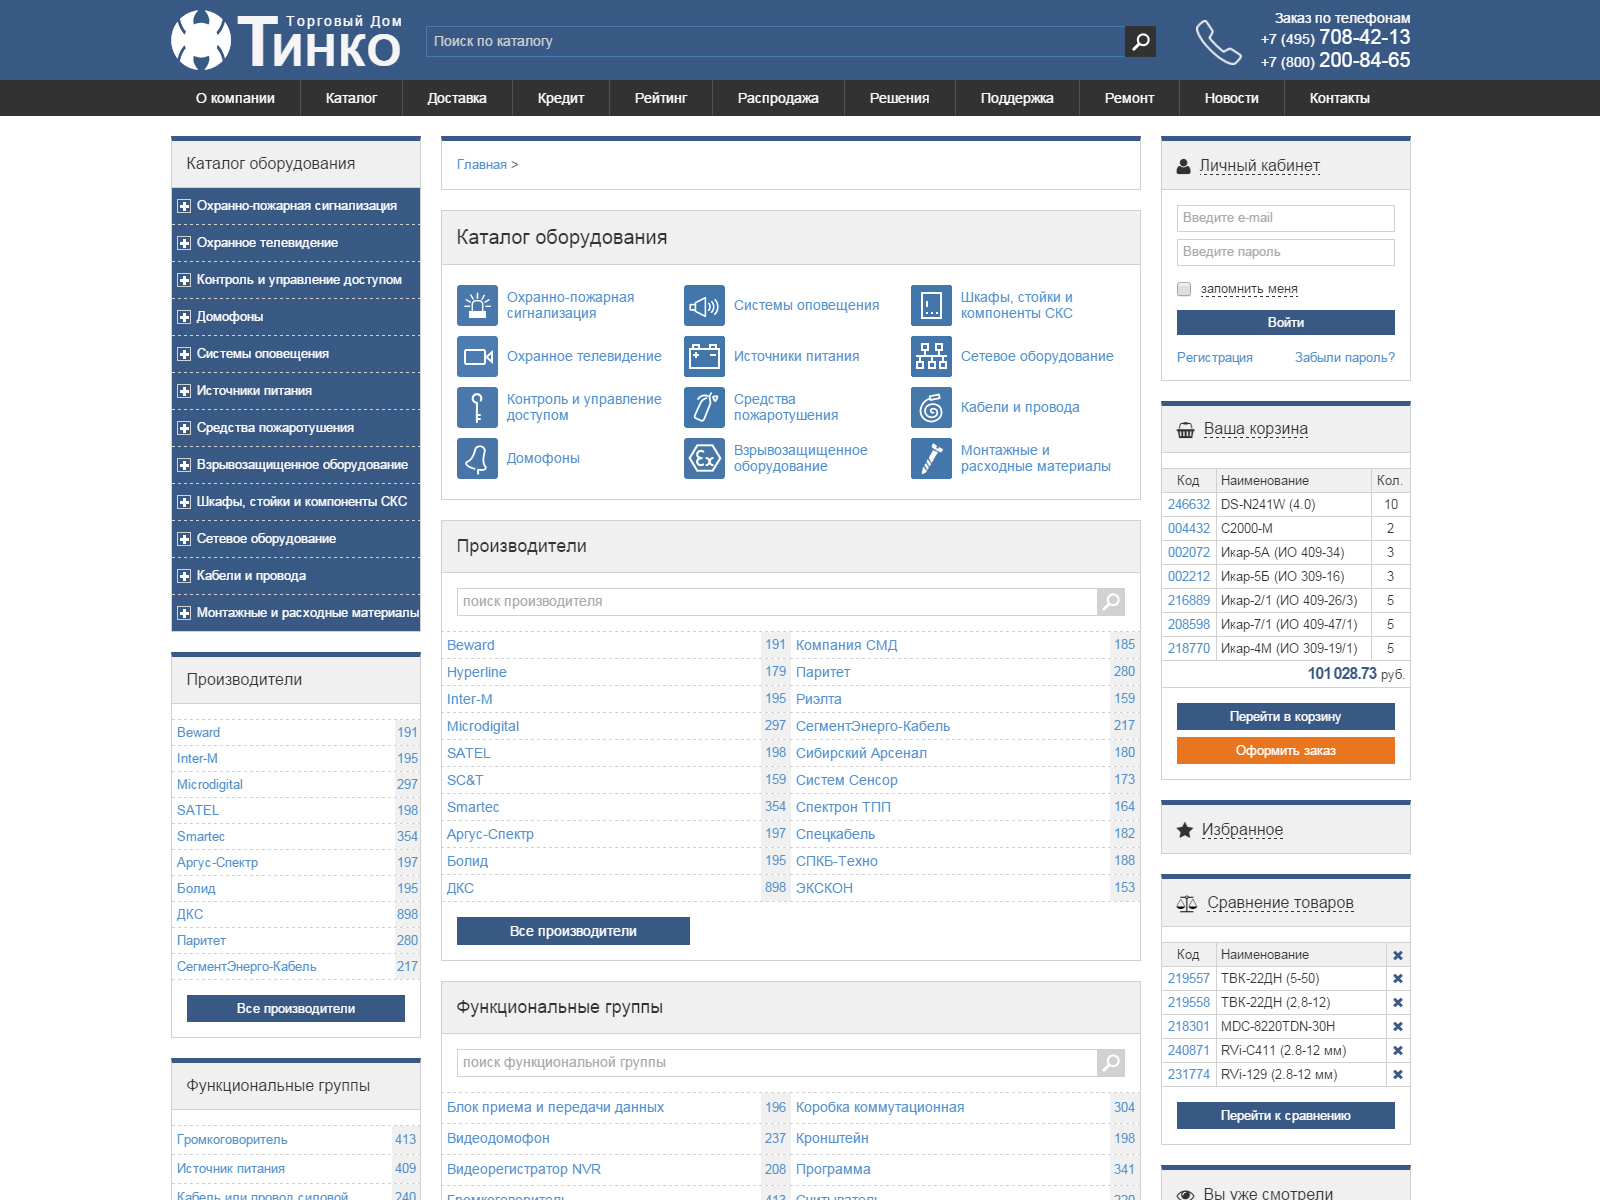 Торговый Дом
Тинко
Поиск по каталогу
Заказ по телефонам
+7 (495) 708-42-13
+7 (800) 200-84-65
О компании Каталог Доставка Кредит Рейтинг Распродажа Решения Поддержка Ремонт Новости Контакты
Каталог оборудования
Охранно-пожарная сигнализация
Охранное телевидение
Контроль и управление доступом
Домофоны
Системы оповещения
Источники питания
Средства пожаротушения
Взрывозащищенное оборудование
Шкафы, стойки и компоненты СКС
Сетевое оборудование
Кабели и провода
Монтажные и расходные материалы
Производители
Beward 191
Inter-M 195
Microdigital 297
SATEL 198
Smartec 354
Аргус-Спектр 197
Болид 195
ДКС 898
Паритет 280
СегментЭнерго-Кабель 217
Все производители
Функциональные группы
Громкоговоритель 413
Источник питания 409
Кабель или провод силовой 240
Главная >
Каталог оборудования
Охранно-пожарная
сигнализация
Системы оповещения
Шкафы, стойки и
компоненты СКС
Охранное телевидение
Источники питания
Сетевое оборудование
Контроль и управление
доступом
Средства
пожаротушения
Кабели и провода
Домофоны
Ex
Взрывозащищенное
оборудование
Монтажные и
расходные материалы
Производители
поиск производителя
Beward 191 Компания СМД 185
Hyperline 179 Паритет 280
Inter-M 195 Риэлта 159
Microdigital 297 СегментЭнерго-Кабель 217
SATEL 198 Сибирский Арсенал 180
SC&T 159 Систем Сенсор 173
Smartec 354 Спектрон ТПП 164
Аргус-Спектр 197 Спецкабель 182
Болид 195 СПКБ-Техно 188
ДКС 898 ЭКСКОН 153
Все производители
Функциональные группы
поиск функциональной группы
Блок приема и передачи данных 196 Коробка коммутационная 304
Видеодомофон 237 Кронштейн 198
Видеорегистратор NVR 208 Программа 341
Громкоговоритель 413 Считыватель 220
Личный кабинет
Введите e-mail
Введите пароль
запомнить меня
Войти
Регистрация Забыли пароль?
Ваша корзина
Код Наименование Кол.
246632 DS-N241W (4.0) 10
004432 С2000-М 2
002072 Икар-5А (ИО 409-34) 3
002212 Икар-5Б (ИО 309-16) 3
216889 Икар-2/1 (ИО 409-26/3) 5
208598 Икар-7/1 (ИО 409-47/1) 5
218770 Икар-4М (ИО 309-19/1) 5
101 028.73 руб.
Перейти в корзину
Оформить заказ
Избранное
Сравнение товаров
Код Наименование
219557 ТВК-22ДН (5-50)
219558 ТВК-22ДН (2,8-12)
218301 MDC-8220TDN-30H
240871 RVi-C411 (2.8-12 мм)
231774 RVi-129 (2.8-12 мм)
Перейти к сравнению
Вы уже смотрели